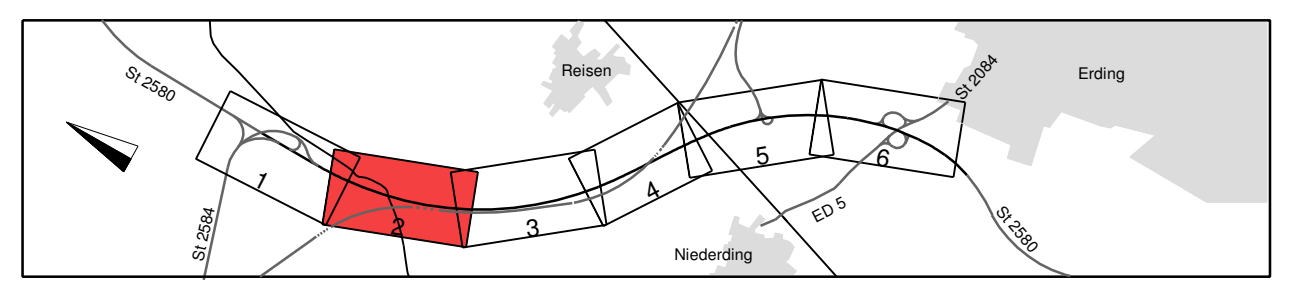 St 2580
Reisen
St 2084
Erding
1
2
3
4
5
6
St 2584
Niederding
ED 5
St 2580